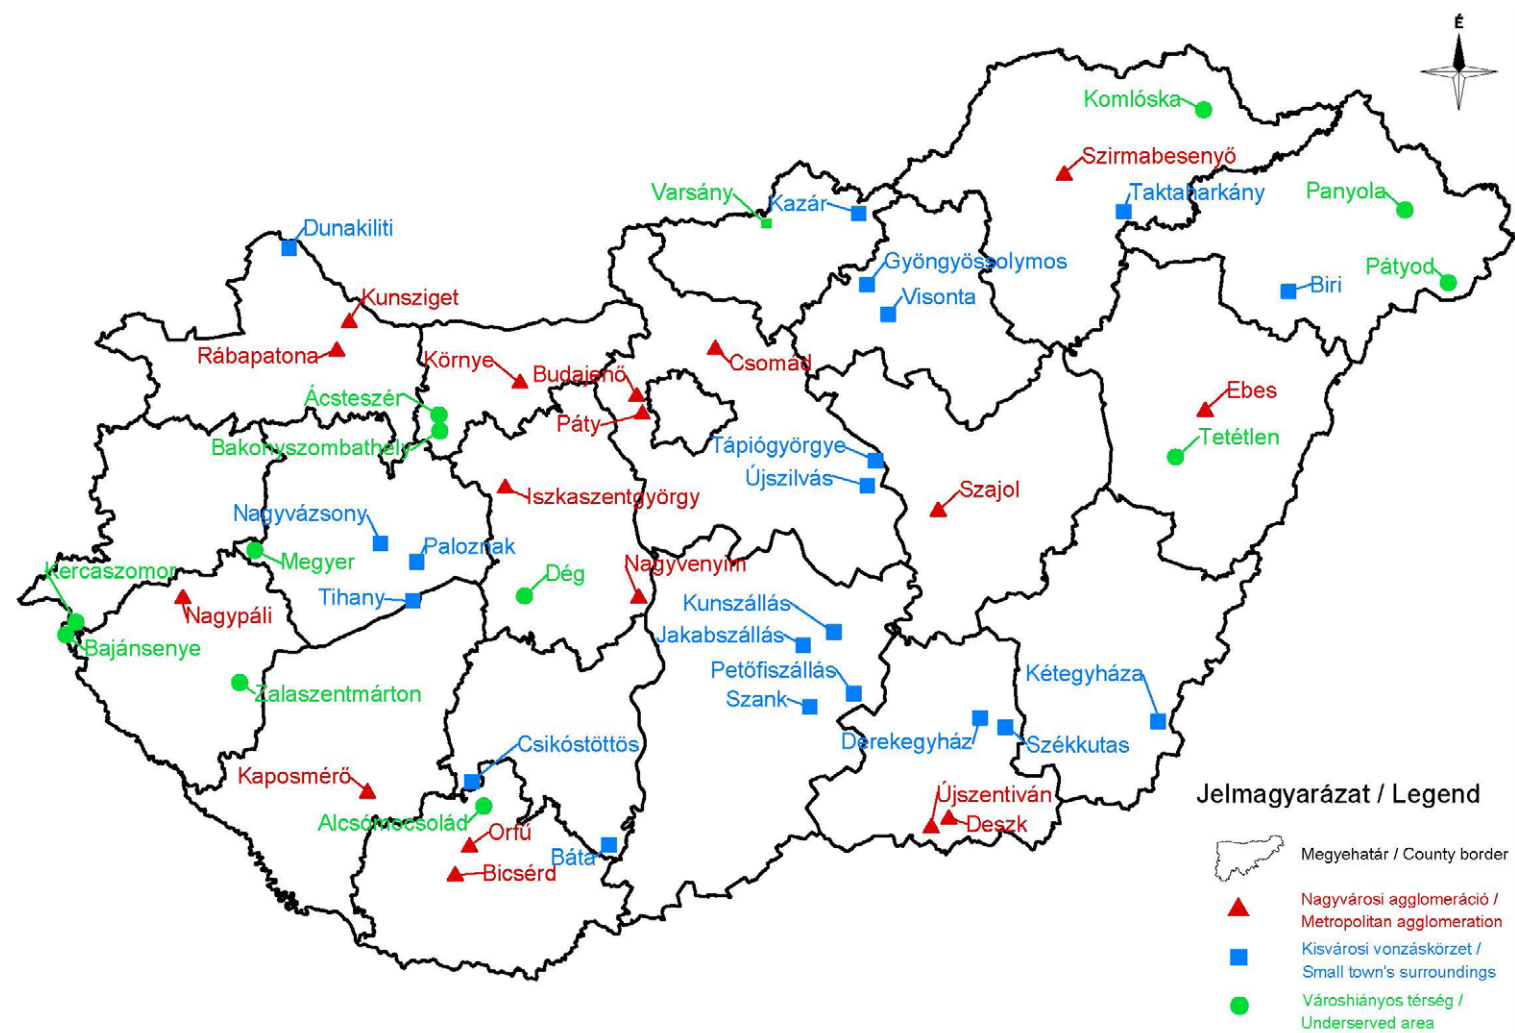 É
Komlóska
Szirmabesenyő
Varsány
Kazár
Taktaharkány
Panyola
Dunakiliti
Gyöngyössolymos
Pátyod
Biri
Kunsziget
Visonta
Rábapatona
Környe
Budajenő
Csomád
Ácsteszér
Páty
Ebes
Bakonyszombathely
Tápiógyörgye
Tetétlen
Újszilvás
Iszkaszentgyörgy
Szajol
Nagyvázsony
Paloznak
Megyer
Kercaszomor
Nagyvenyim
Dég
Tihany
Kunszállás
Nagypáli
Jakabszállás
Bajánsenye
Petőfiszállás
Kétegyháza
Zalaszentmárton
Szank
Csikóstöttös
Derekegyház
Székkutas
Kaposmérő
Újszentiván
Alcsómocsolád
Deszk
Orfű
Báta
Bicsérd
Jelmagyarázat / Legend
Megyehatár / County border
Nagyvárosi agglomeráció /
Metropolitan agglomeration
Kisvárosi vonzáskörzet /
Small town's surroundings
Városhiányos térség /
Underserved area